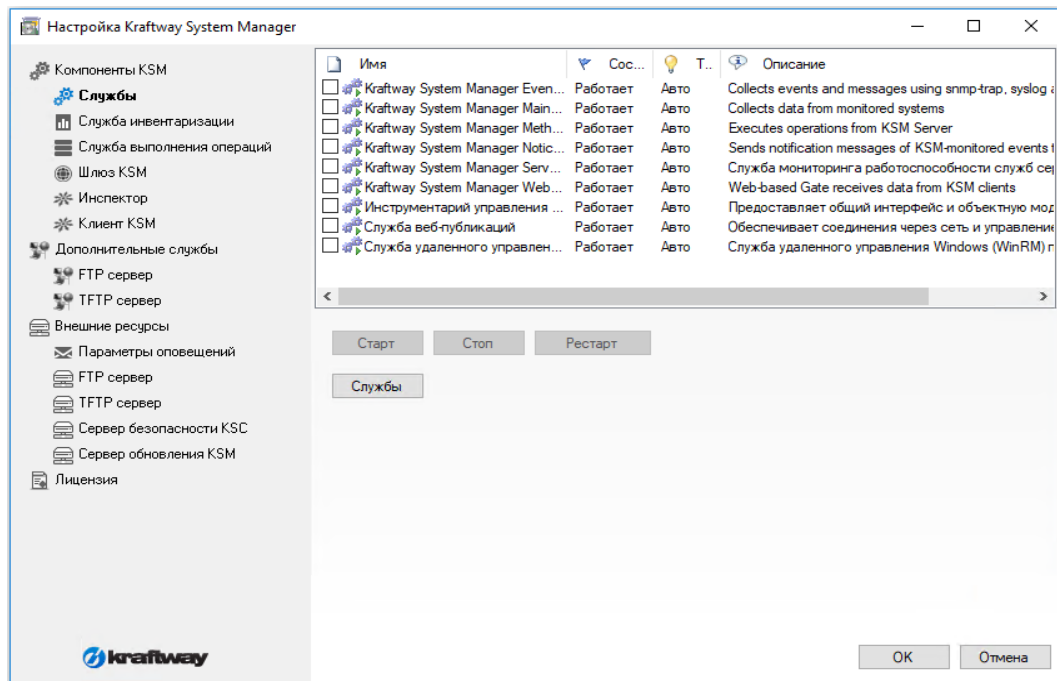 Настройка Kraftway System Manager
Компоненты KSM
Службы
Служба инвентаризации
Служба выполнения операций
Шлюз KSM
Инспектор
Клиент KSM
Дополнительные службы
FTP сервер
TFTP сервер
Внешние ресурсы
Параметры оповещений
FTP сервер
TFTP сервер
Сервер безопасности KSC
Сервер обновления KSM
Лицензия
kraftway
Имя Сос... Т.. Описание
Kraftway System Manager Even... Работает Авто Collects events and messages using snmp-trap, syslog a
Kraftway System Manager Main... Работает Авто Collects data from monitored systems
Kraftway System Manager Meth... Работает Авто Executes operations from KSM Server
Kraftway System Manager Notic... Работает Авто Sends notification messages of KSM-monitored events f
Kraftway System Manager Serv... Работает Авто Служба мониторинга работоспособности служб сер
Kraftway System Manager Web... Работает Авто Web-based Gate receives data from KSM clients
Инструментарий управления ... Работает Авто Предоставляет общий интерфейс и объектную мод
Служба веб-публикаций Работает Авто Обеспечивает соединения через сеть и управление
Служба удаленного управлен... Работает Авто Служба удаленного управления Windows (WinRM) п
Старт Стоп Рестарт
Службы
OK Отмена